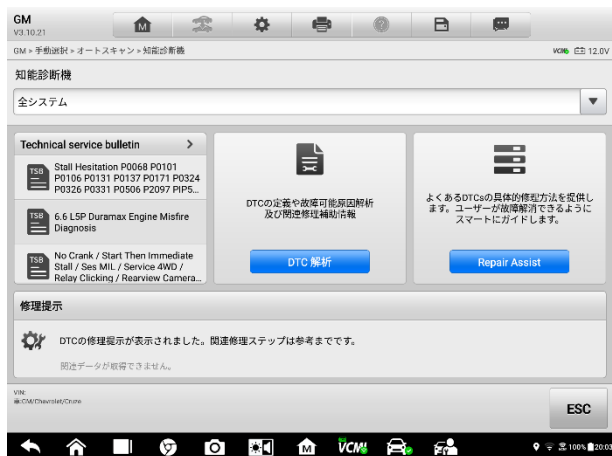 GM
V3.10.21
GM > 手動選択 > オートスキャン > 知能診断機
VCMI 12.0V
知能診断機
全システム
Technical service bulletin >
TSB Stall Hesitation P0068 P0101
P0106 P0131 P0137 P0171 P0324
P0326 P0331 P0506 P2097 PIP5...
TSB 6.6 L5P Duramax Engine Misfire
Diagnosis
TSB No Crank / Start Then Immediate
Stall / Ses MIL / Service 4WD /
Relay Clicking / Rearview Camera...
DTCの定義や故障可能原因解析
及び関連修理補助情報
DTC 解析
よくあるDTCsの具体的修理方法を提供し
ます。ユーザーが故障解消できるように
スマートにガイドします。
Repair Assist
修理提示
DTCの修理提示が表示されました。関連修理ステップは参考までです。
関連データが取得できません。
VIN:
車:GM/Chevrolet/Cruze
ESC
M VCMI 100% 20:03